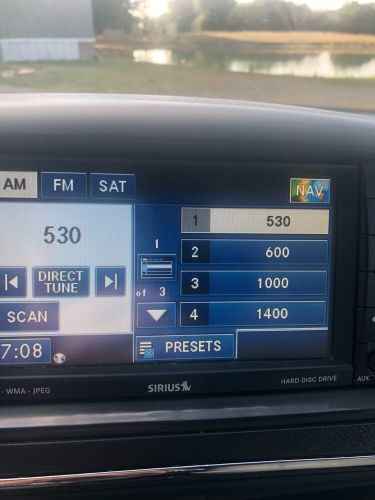 AM FM SAT NAV
530
1 530
2 600
3 1000
4 1400
1
of 3
DIRECT TUNE
SCAN
7:08
PRESETS
- WMA - JPEG
SIRIUS
HARD DISC DRIVE
AUX